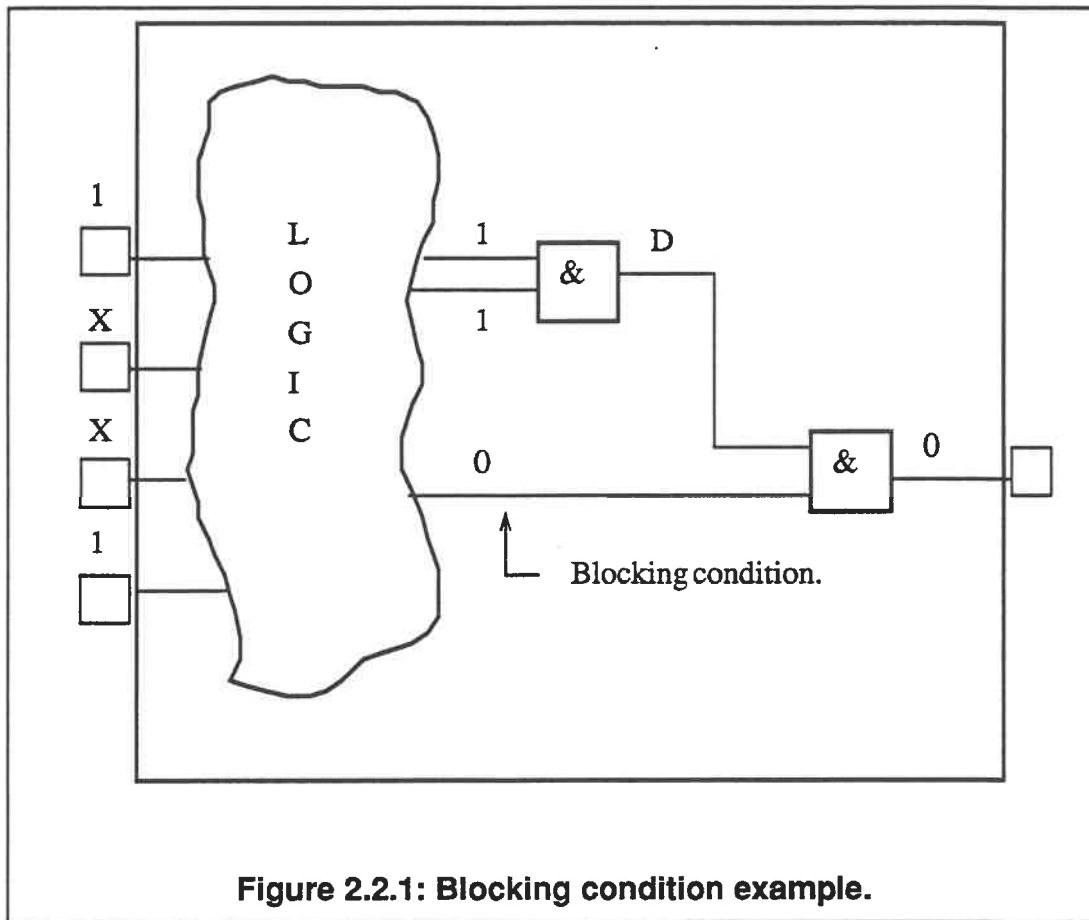 1
X
X
1
L
O
G
I
C
1
1
&
D
0
&
0
Blocking condition.
Figure 2.2.1: Blocking condition example.